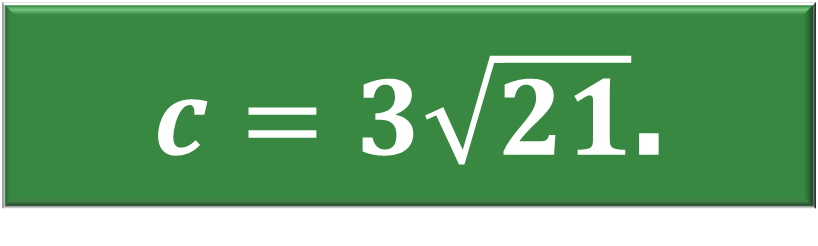 c = 3√21.